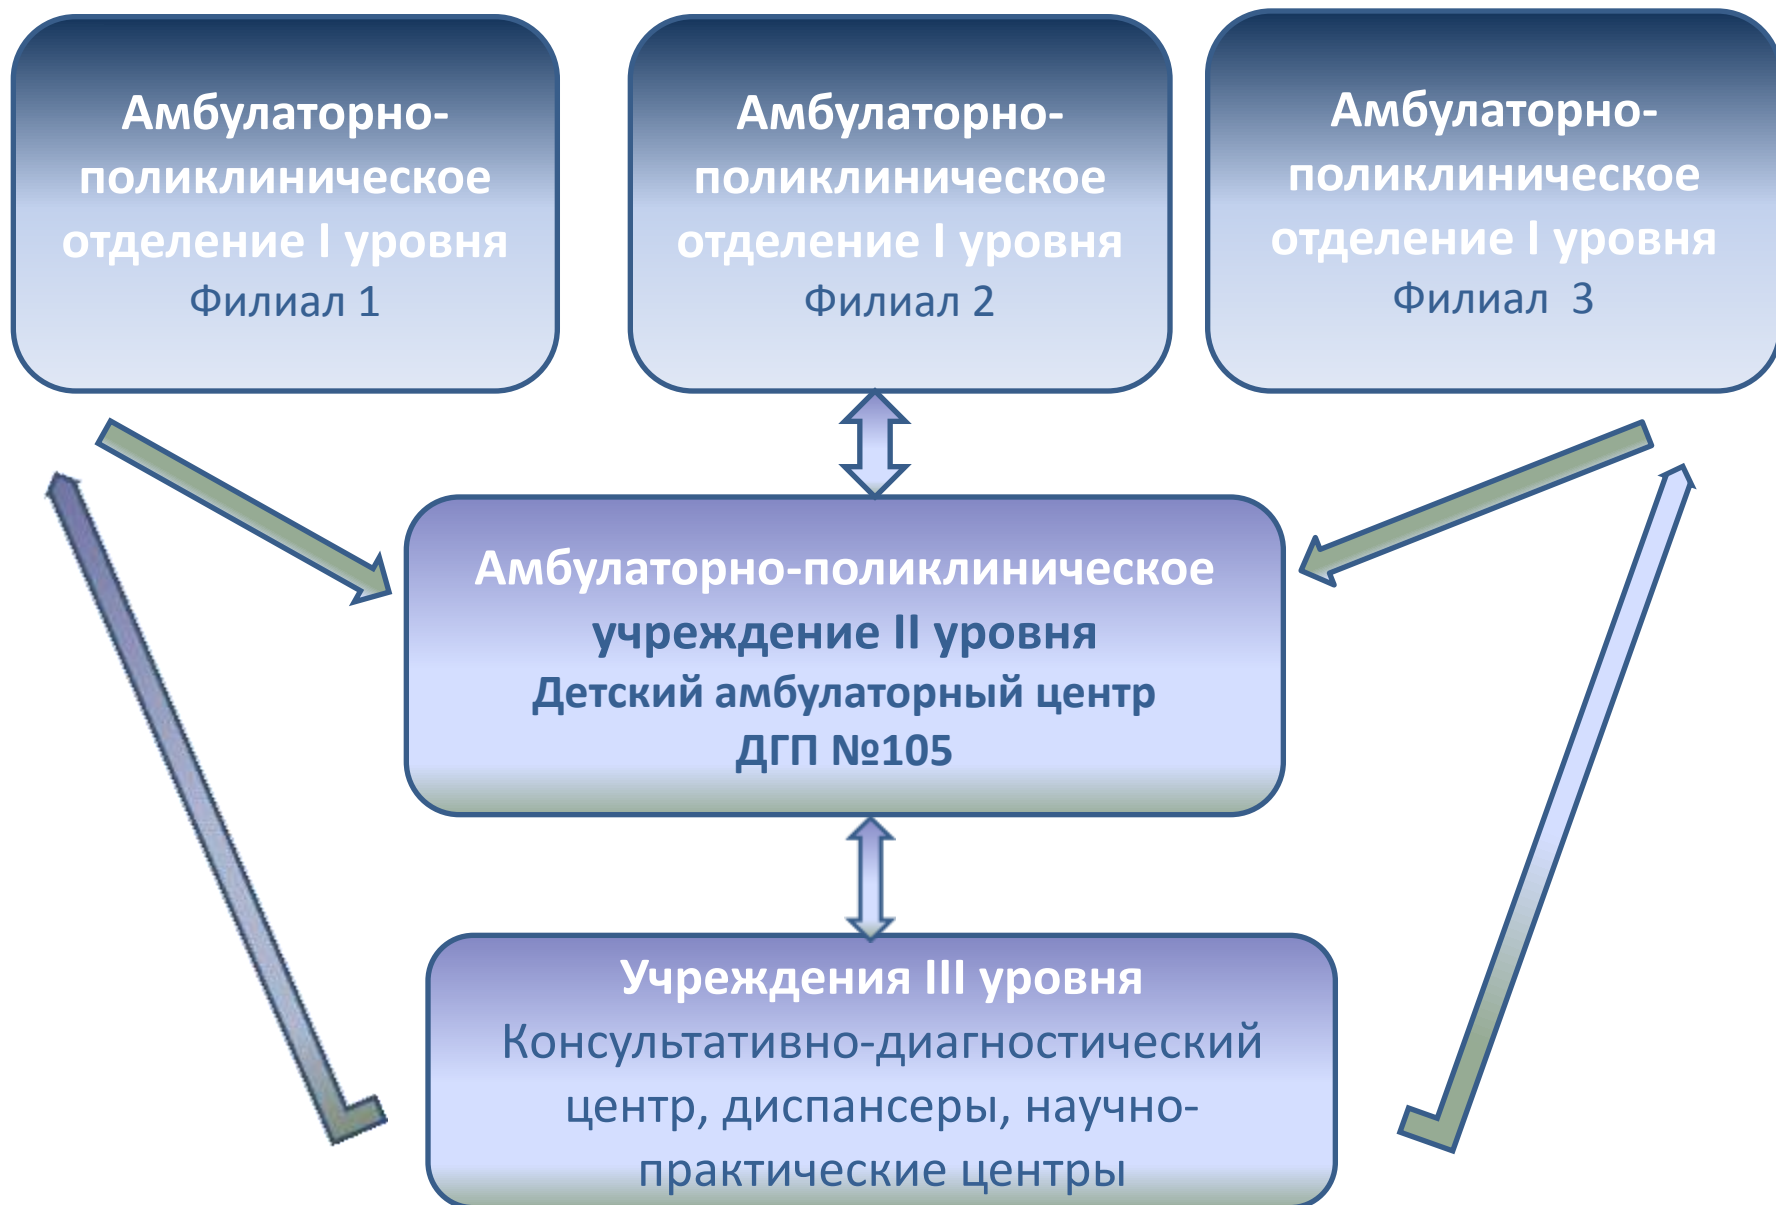 Амбулаторно-
поликлиническое
отделение I уровня
Филиал 1
Амбулаторно-
поликлиническое
отделение I уровня
Филиал 2
Амбулаторно-
поликлиническое
отделение I уровня
Филиал 3
Амбулаторно-поликлиническое
учреждение II уровня
Детский амбулаторный центр
ДГП №105
Учреждения III уровня
Консультативно-диагностический
центр, диспансеры, научно-
практические центры